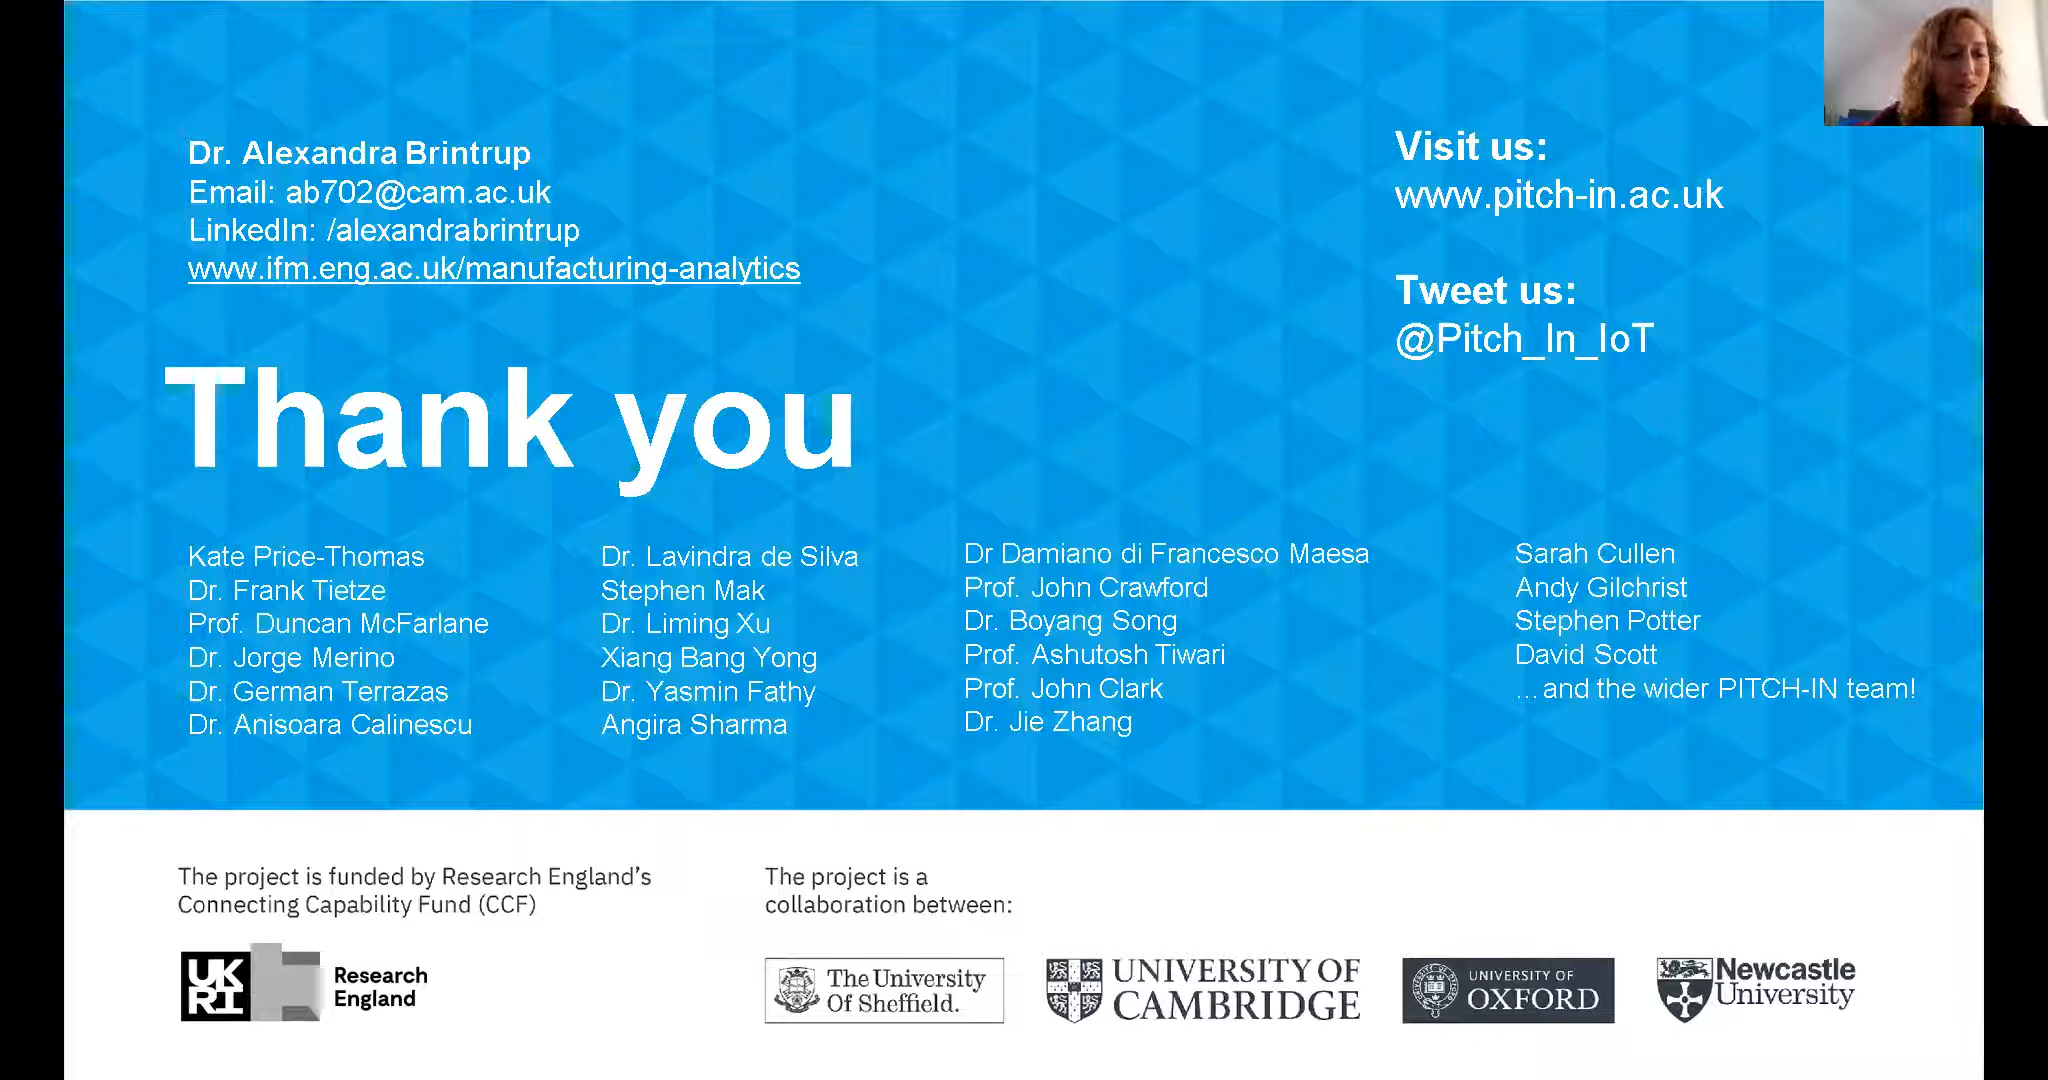 Dr. Alexandra Brintrup
Email: ab702@cam.ac.uk
LinkedIn: /alexandrabrintrup
www.ifm.eng.ac.uk/manufacturing-analytics
Visit us:
www.pitch-in.ac.uk
Tweet us:
@Pitch_In_IoT
Thank you
Kate Price-Thomas
Dr. Frank Tietze
Prof. Duncan McFarlane
Dr. Jorge Merino
Dr. German Terrazas
Dr. Anisoara Calinescu
Dr. Lavindra de Silva
Stephen Mak
Dr. Liming Xu
Xiang Bang Yong
Dr. Yasmin Fathy
Angira Sharma
Dr Damiano di Francesco Maesa
Prof. John Crawford
Dr. Boyang Song
Prof. Ashutosh Tiwari
Prof. John Clark
Dr. Jie Zhang
Sarah Cullen
Andy Gilchrist
Stephen Potter
David Scott
...and the wider PITCH-IN team!
The project is funded by Research England's
Connecting Capability Fund (CCF)
UK
RI
Research
England
The project is a
collaboration between:
The University
Of Sheffield.
UNIVERSITY OF
CAMBRIDGE
UNIVERSITY OF
OXFORD
Newcastle
University